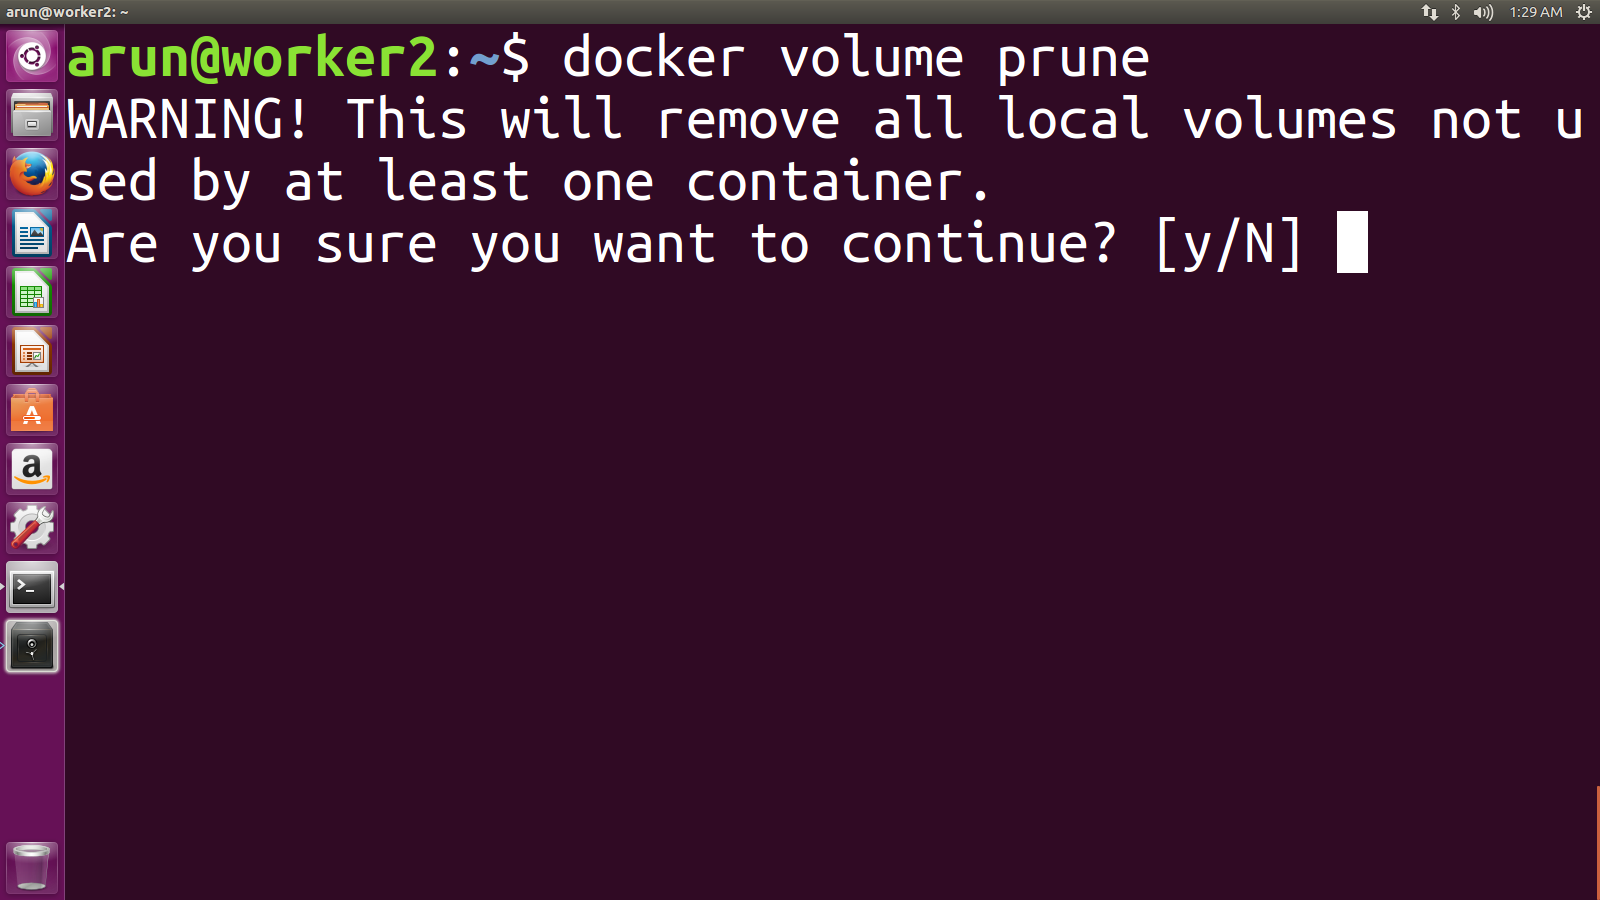 arun@worker2: ~
1:29 AM
arun@worker2:~$ docker volume prune
WARNING! This will remove all local volumes not u
sed by at least one container.
Are you sure you want to continue? [y/N]